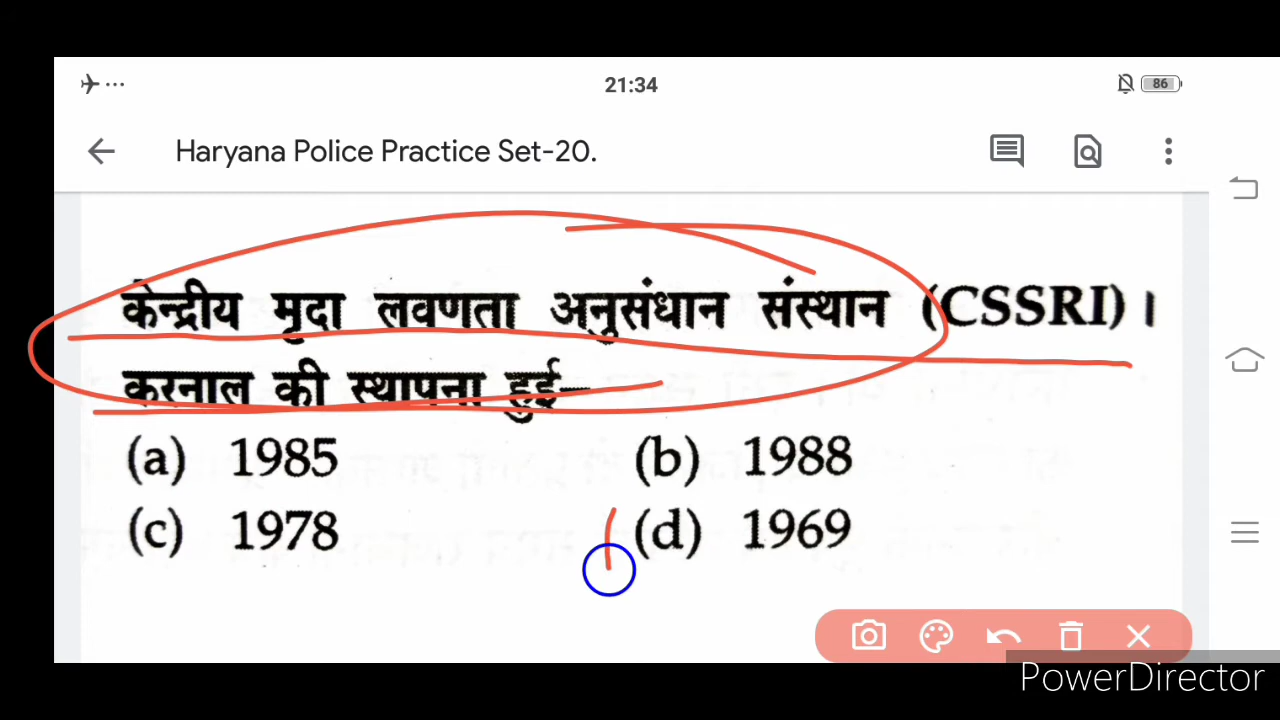 21:34
86
Haryana Police Practice Set-20.
केन्द्रीय मृदा लवणता अनुसंधान संस्थान (CSSRI) ।
करनाल की स्थापना हुई–
(a) 1985 (b) 1988
(c) 1978 (d) 1969
PowerDirector